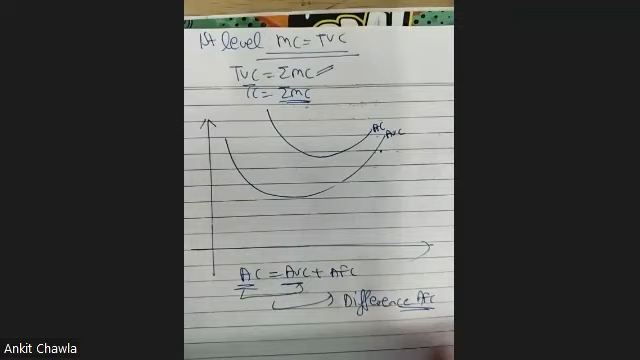 1st level MC = TVC
TVC = ΣMC
TC = ΣMC
AC
AVC
AC = AVC + AFC
Difference AFC
Ankit Chawla